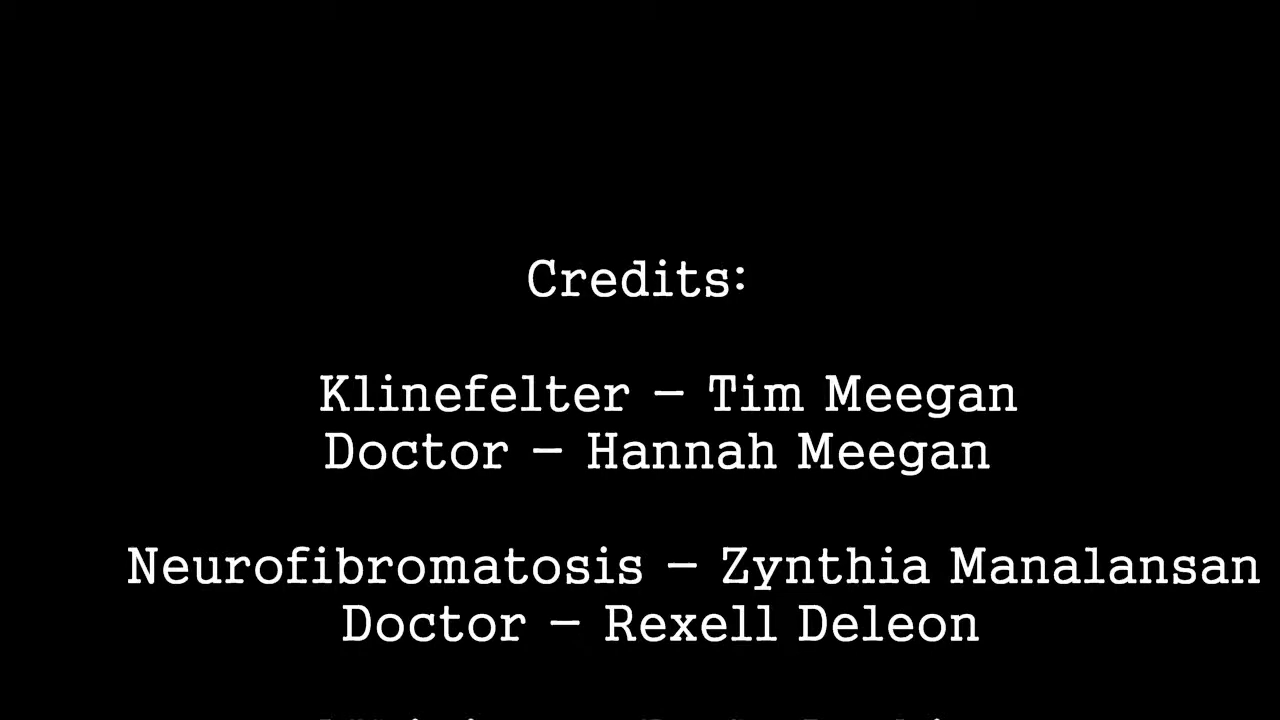 Credits:
Klinefelter – Tim Meegan
Doctor – Hannah Meegan
Neurofibromatosis – Zynthia Manalansan
Doctor – Rexell Deleon